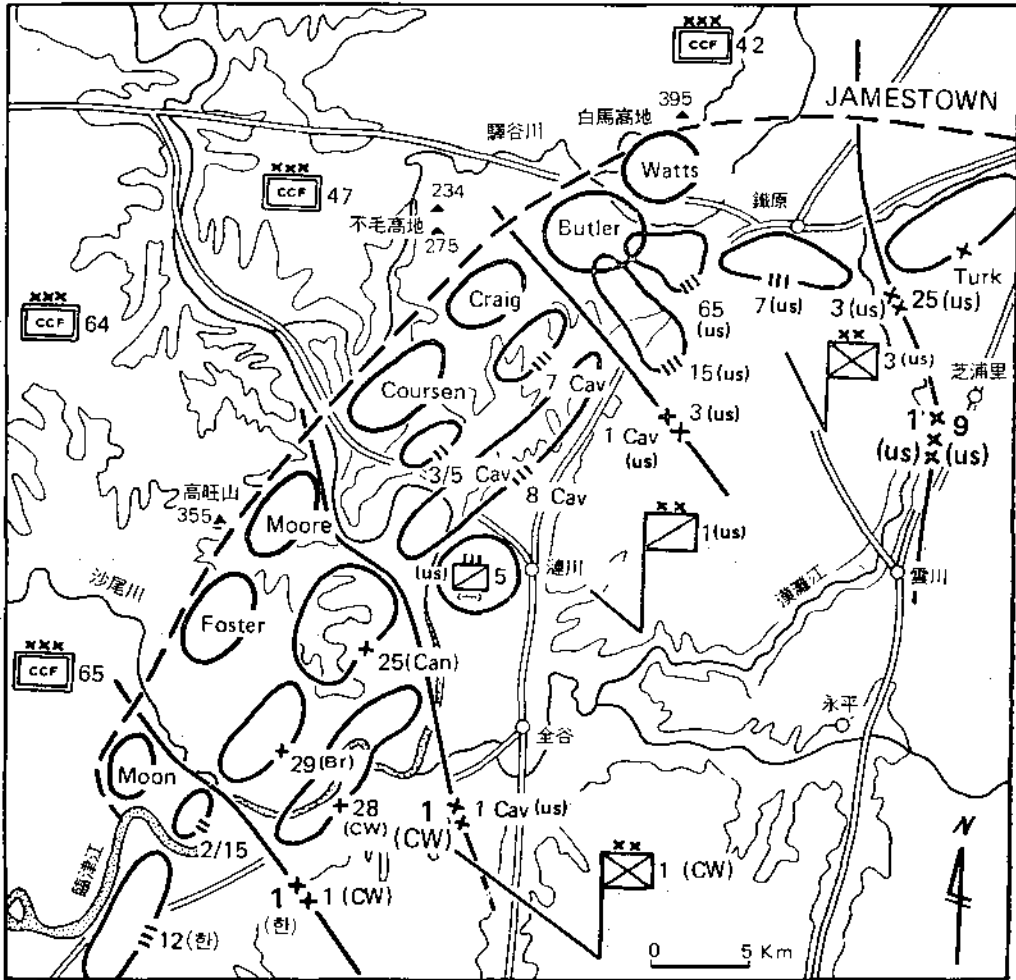 CCF 42
395
JAMESTOWN
白馬高地
驛谷川
Watts
CCF 47
234
不毛高地
275
鐵原
Butler
Turk
Craig
7 (us)
3 (us) 25 (us)
65
(us)
CCF 64
15 (us)
3 (us)
芝浦里
Coursen
7 Cav
3 (us)
1 Cav
(us)
1 9
(us) (us)
3/5 Cav
8 Cav
高旺山
355
Moore
1 (us)
(us) 5
(-)
漣川
漢灘江
雲川
沙尾川
Foster
25 (Can)
CCF 65
永平
全谷
29 (Br)
Moon
28
(CW)
1
(CW)
1 Cav (us)
2/15
1 (CW)
臨津江
1
(한)
1 (CW)
12 (한)
N
0 5 Km